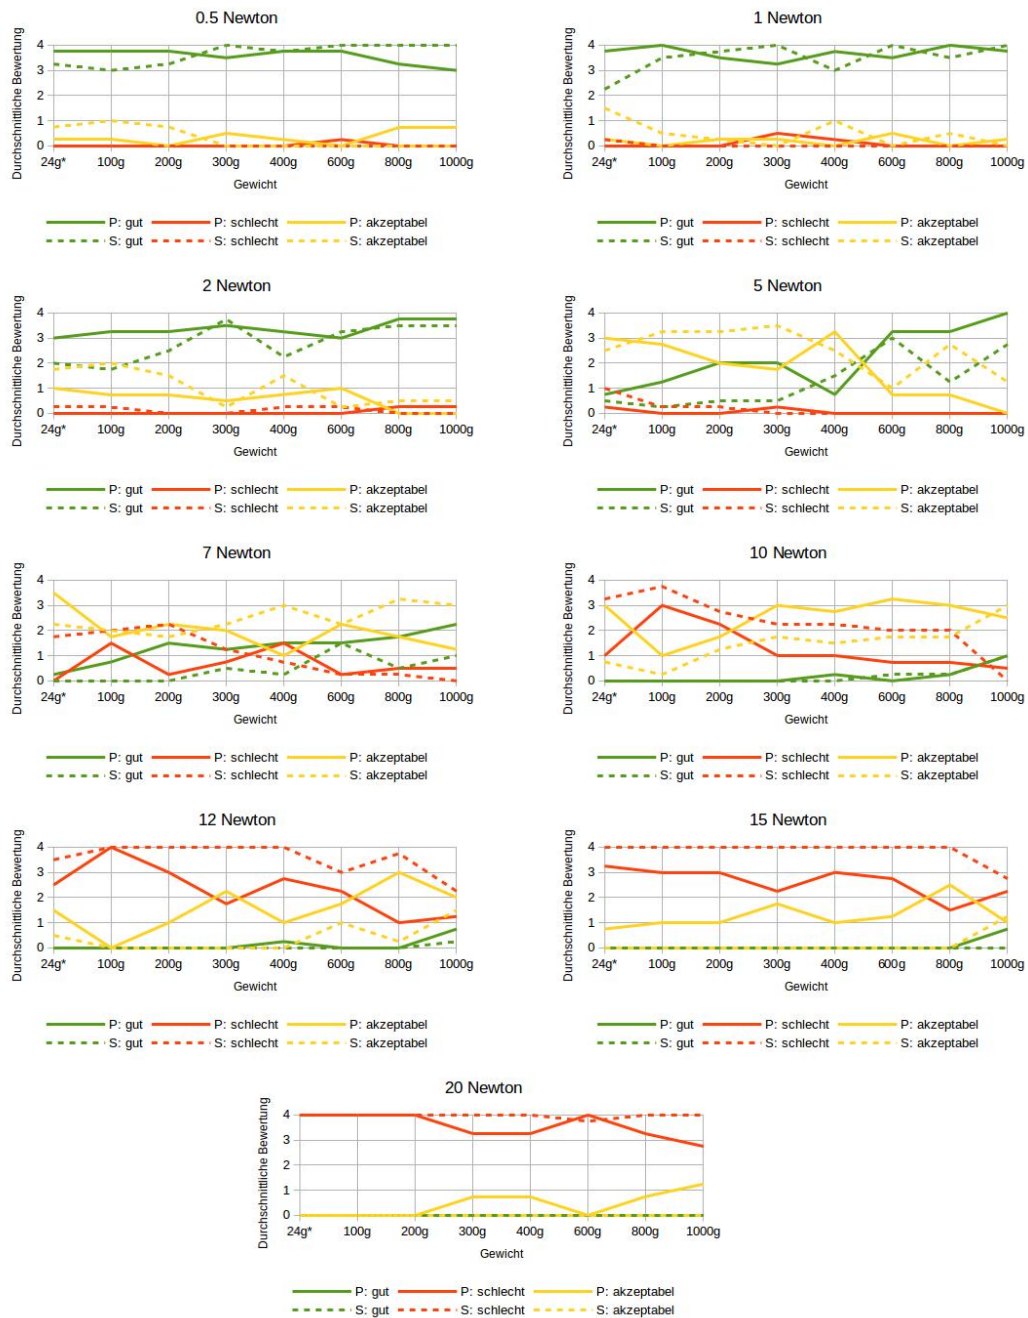 0.5 Newton
Durchschnittliche Bewertung
4
3
2
1
0
24g* 100g 200g 300g 400g 600g 800g 1000g
Gewicht
P: gut P: schlecht P: akzeptabel
S: gut S: schlecht S: akzeptabel
1 Newton
Durchschnittliche Bewertung
4
3
2
1
0
24g* 100g 200g 300g 400g 600g 800g 1000g
Gewicht
P: gut P: schlecht P: akzeptabel
S: gut S: schlecht S: akzeptabel
2 Newton
Durchschnittliche Bewertung
4
3
2
1
0
24g* 100g 200g 300g 400g 600g 800g 1000g
Gewicht
P: gut P: schlecht P: akzeptabel
S: gut S: schlecht S: akzeptabel
5 Newton
Durchschnittliche Bewertung
4
3
2
1
0
24g* 100g 200g 300g 400g 600g 800g 1000g
Gewicht
P: gut P: schlecht P: akzeptabel
S: gut S: schlecht S: akzeptabel
7 Newton
Durchschnittliche Bewertung
4
3
2
1
0
24g* 100g 200g 300g 400g 600g 800g 1000g
Gewicht
P: gut P: schlecht P: akzeptabel
S: gut S: schlecht S: akzeptabel
10 Newton
Durchschnittliche Bewertung
4
3
2
1
0
24g* 100g 200g 300g 400g 600g 800g 1000g
Gewicht
P: gut P: schlecht P: akzeptabel
S: gut S: schlecht S: akzeptabel
12 Newton
Durchschnittliche Bewertung
4
3
2
1
0
24g* 100g 200g 300g 400g 600g 800g 1000g
Gewicht
P: gut P: schlecht P: akzeptabel
S: gut S: schlecht S: akzeptabel
15 Newton
Durchschnittliche Bewertung
4
3
2
1
0
24g* 100g 200g 300g 400g 600g 800g 1000g
Gewicht
P: gut P: schlecht P: akzeptabel
S: gut S: schlecht S: akzeptabel
20 Newton
Durchschnittliche Bewertung
4
3
2
1
0
24g* 100g 200g 300g 400g 600g 800g 1000g
Gewicht
P: gut P: schlecht P: akzeptabel
S: gut S: schlecht S: akzeptabel